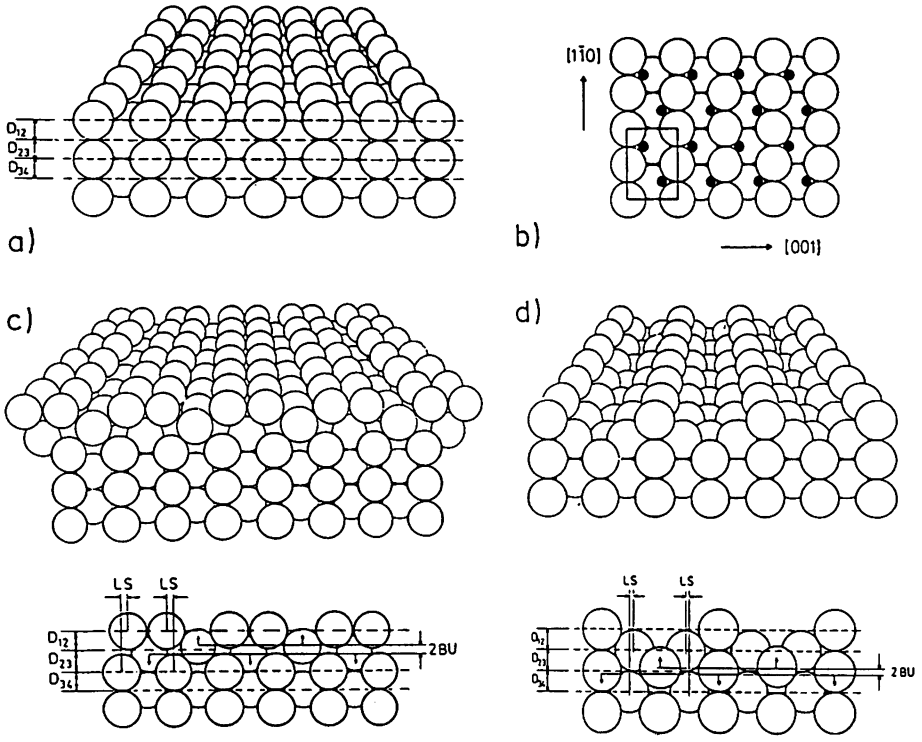 D12
D23
D34
a)
[11̄0]
b)
[001]
c)
d)
LS LS
D12
D23
D34
2BU
LS LS
D12
D23
D34
2BU